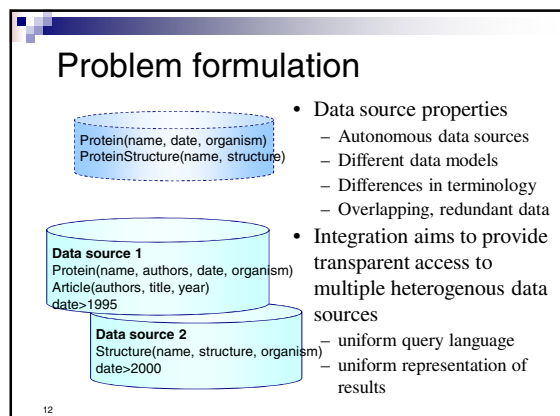 Problem formulation
Protein(name, date, organism)
ProteinStructure(name, structure)
Data source 1
Protein(name, authors, date, organism)
Article(authors, title, year)
date>1995
Data source 2
Structure(name, structure, organism)
date>2000
• Data source properties
– Autonomous data sources
– Different data models
– Differences in terminology
– Overlapping, redundant data
• Integration aims to provide
transparent access to
multiple heterogenous data
sources
– uniform query language
– uniform representation of
results
12